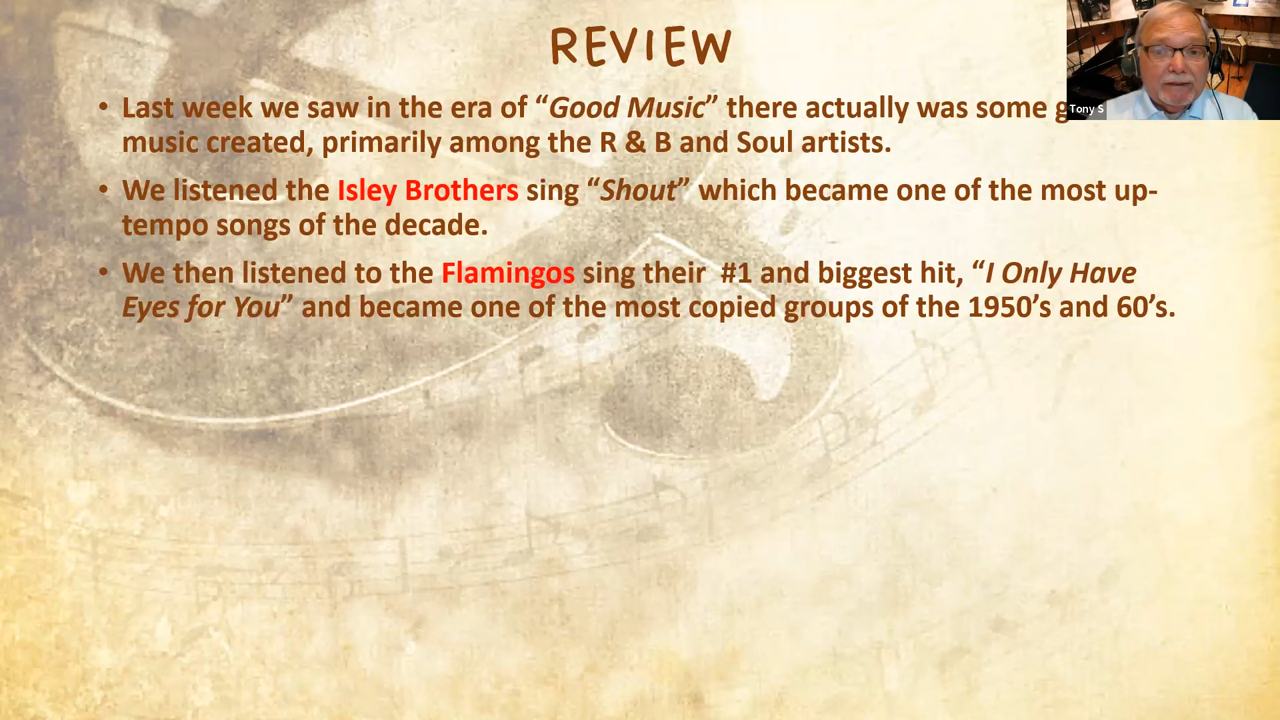 REVIEW
• Last week we saw in the era of “Good Music” there actually was some
music created, primarily among the R & B and Soul artists.
• We listened the Isley Brothers sing “Shout” which became one of the most up-
tempo songs of the decade.
• We then listened to the Flamingos sing their  #1 and biggest hit, “I Only Have
Eyes for You” and became one of the most copied groups of the 1950’s and 60’s.
Tony S